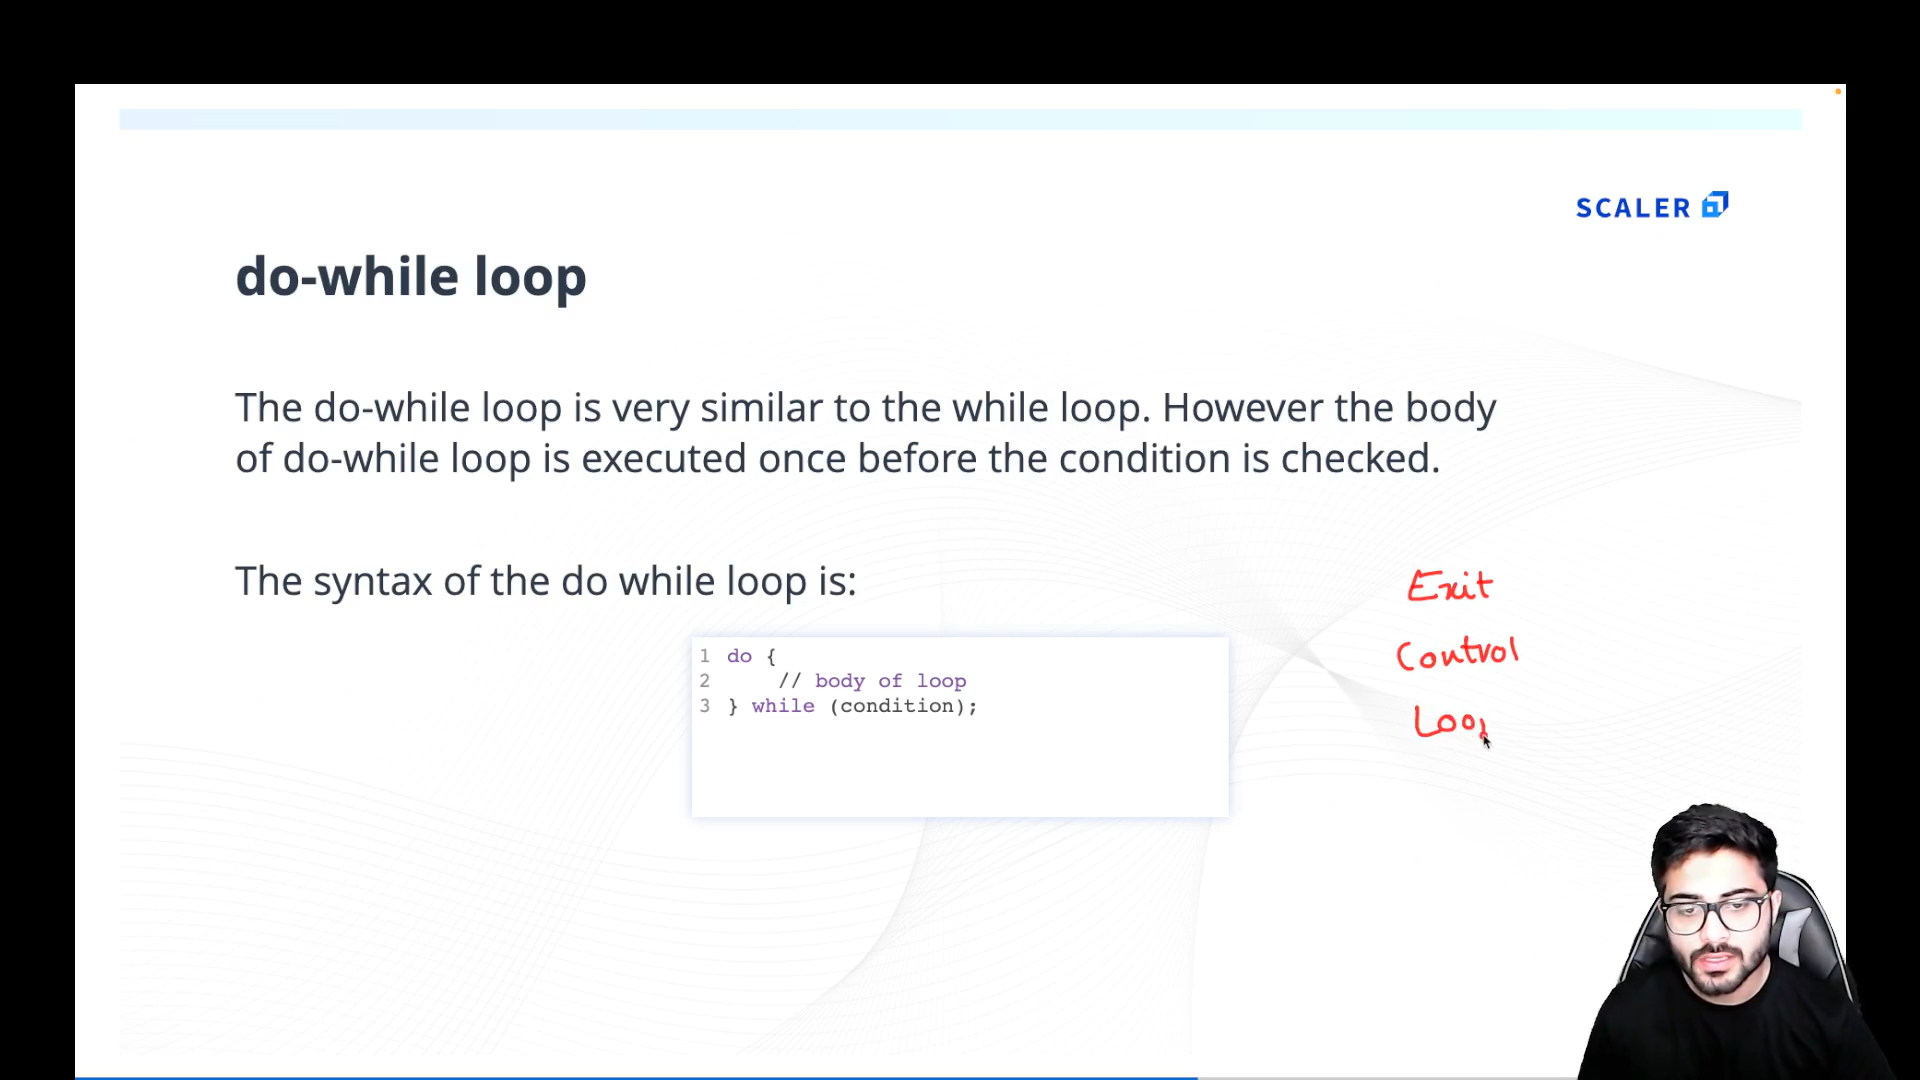 SCALER
do-while loop
The do-while loop is very similar to the while loop. However the body
of do-while loop is executed once before the condition is checked.
The syntax of the do while loop is:
1 do {
2     // body of loop
3 } while (condition);
Exit
Control
Loop